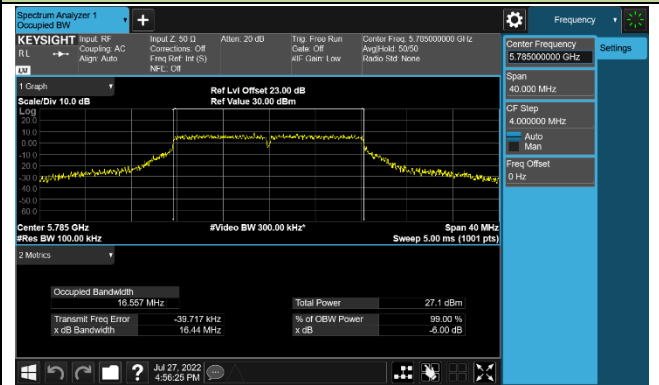 Spectrum Analyzer 1
Occupied BW
+
Frequency
KEYSIGHT
Input: RF
Coupling: AC
Align: Auto
RL
LXI
Input Z: 50 Ω
Corrections: Off
Freq Ref: Int (S)
NFE: Off
Atten: 20 dB
Trig: Free Run
Gate: Off
#IF Gain: Low
Center Freq: 5.785000000 GHz
Avg|Hold: 50/50
Radio Std: None
Center Frequency
5.785000000 GHz
Settings
Span
40.000 MHz
CF Step
4.000000 MHz
Auto
Man
Freq Offset
0 Hz
1 Graph
Scale/Div 10.0 dB
Ref Lvl Offset 23.00 dB
Ref Value 30.00 dBm
Log
20.0
10.0
0.00
-10.0
-20.0
-30.0
-40.0
-50.0
-60.0
Center 5.785 GHz
#Video BW 300.00 kHz*
Span 40 MHz
#Res BW 100.00 kHz
Sweep 5.00 ms (1001 pts)
2 Metrics
Occupied Bandwidth
16.557 MHz
Total Power 27.1 dBm
Transmit Freq Error -39.717 kHz
% of OBW Power 99.00 %
x dB Bandwidth 16.44 MHz
x dB -6.00 dB
?
Jul 27, 2022
4:56:25 PM